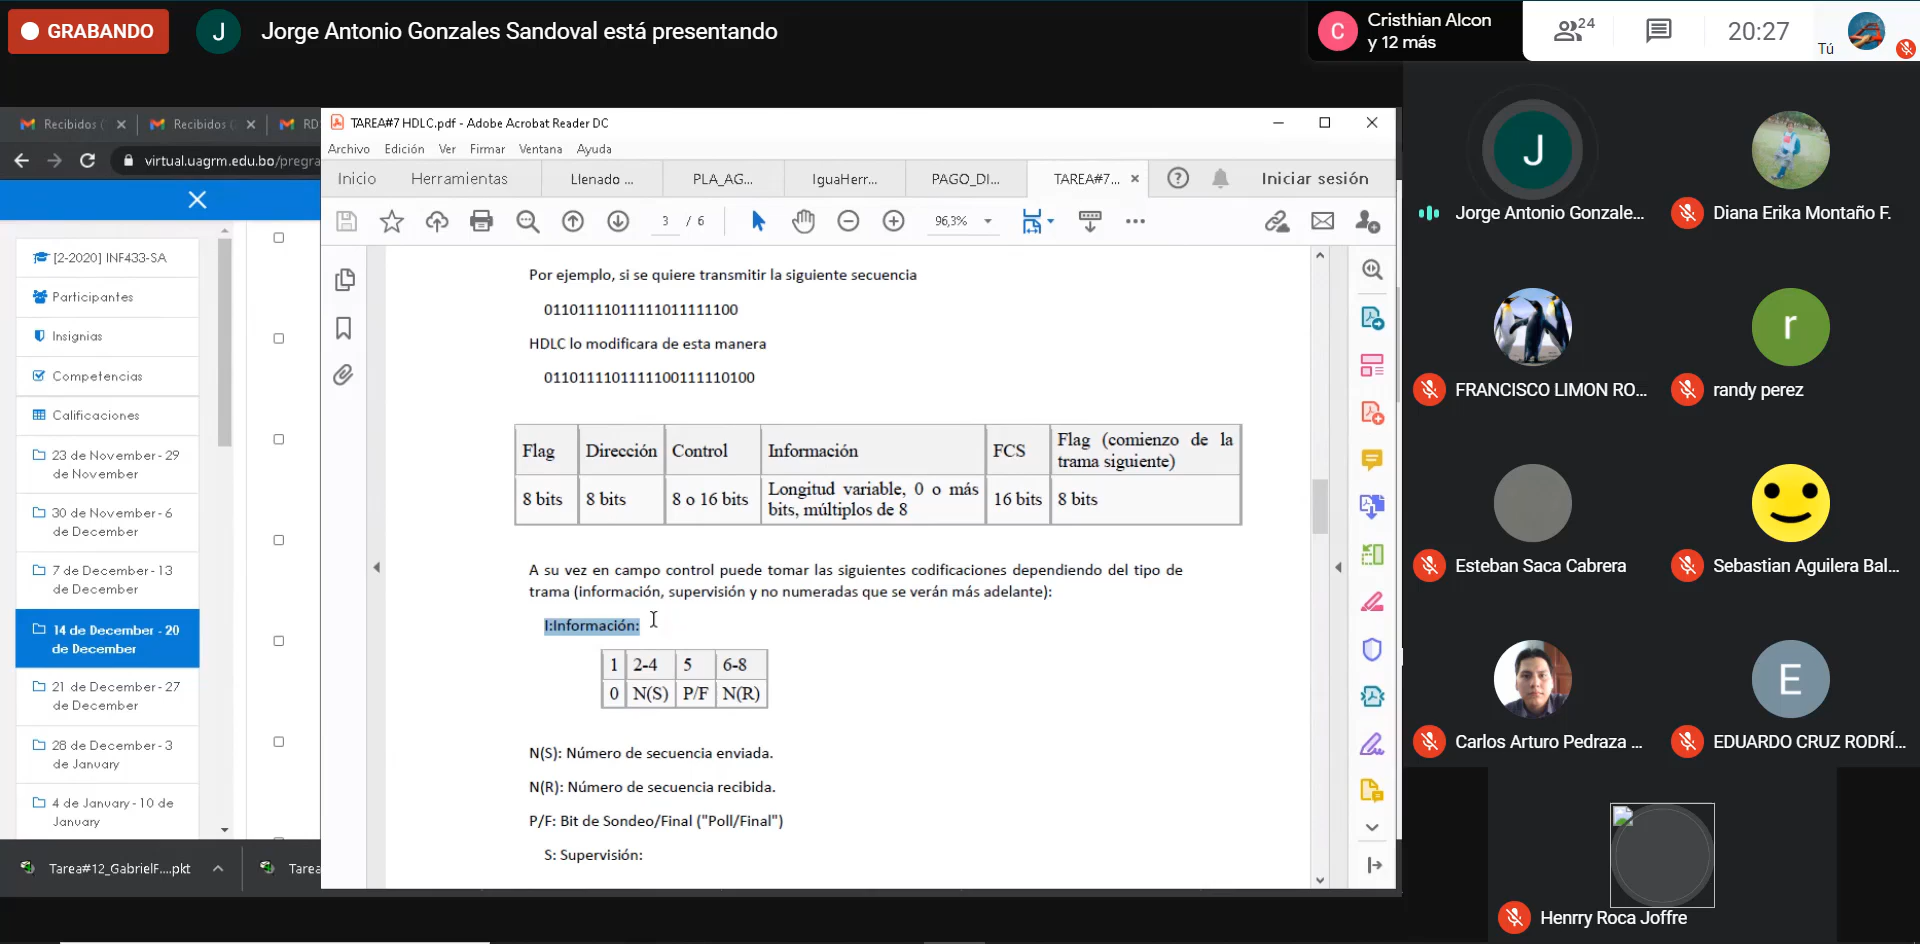 GRABANDO
J
Jorge Antonio Gonzales Sandoval está presentando
C
Cristhian Alcon
y 12 más
24
20:27
Tú
Recibidos (
Recibidos (
RD
virtual.uagrm.edu.bo/pregra
[2-2020] INF433-SA
Participantes
Insignias
Competencias
Calificaciones
23 de November - 29
de November
30 de November - 6
de December
7 de December - 13
de December
14 de December - 20
de December
21 de December - 27
de December
28 de December - 3
de January
4 de January - 10 de
January
Tarea#12_GabrielF....pkt
Tarea
TAREA#7 HDLC.pdf - Adobe Acrobat Reader DC
Archivo Edición Ver Firmar Ventana Ayuda
Inicio Herramientas Llenado ... PLA_AG... IguaHerr... PAGO_DI... TAREA#7... Iniciar sesión
3 / 6 96,3%
Por ejemplo, si se quiere transmitir la siguiente secuencia
0110111101111101111110​0
HDLC lo modificara de esta manera
011011110111110011111010​0
Flag Dirección Control Información FCS Flag (comienzo de la
trama siguiente)
8 bits 8 bits 8 o 16 bits Longitud variable, 0 o más
bits, múltiplos de 8 16 bits 8 bits
A su vez en campo control puede tomar las siguientes codificaciones dependiendo del tipo de
trama (información, supervisión y no numeradas que se verán más adelante):
I:Información:
1 2-4 5 6-8
0 N(S) P/F N(R)
N(S): Número de secuencia enviada.
N(R): Número de secuencia recibida.
P/F: Bit de Sondeo/Final ("Poll/Final")
S: Supervisión:
J
Jorge Antonio Gonzale...
Diana Erika Montaño F.
FRANCISCO LIMON RO...
r
randy perez
Esteban Saca Cabrera
Sebastian Aguilera Bal...
Carlos Arturo Pedraza ...
E
EDUARDO CRUZ RODRÍ...
Henrry Roca Joffre